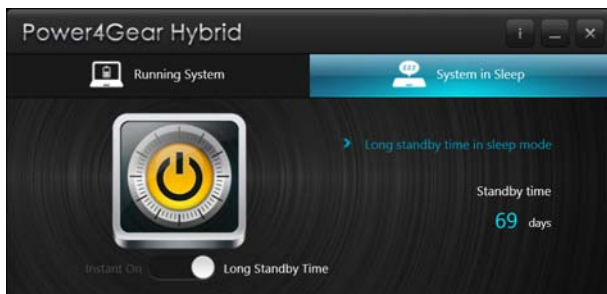 Power4Gear Hybrid
i
Running System
zzz
System in Sleep
Long standby time in sleep mode
Standby time
69 days
Instant On
Long Standby Time